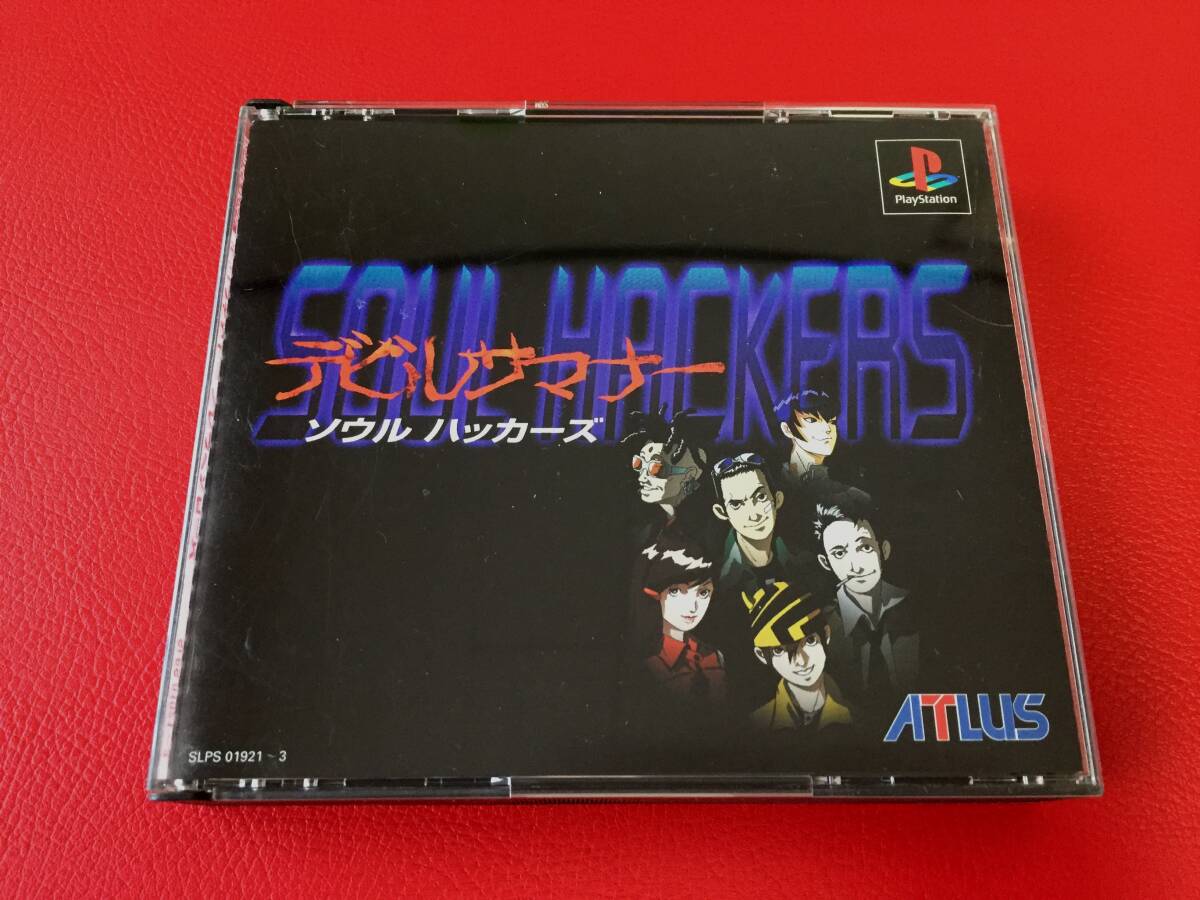 PlayStation
SOUL HACKERS
デビルサマナー
ソウル ハッカーズ
ATLUS
SLPS 01921~3